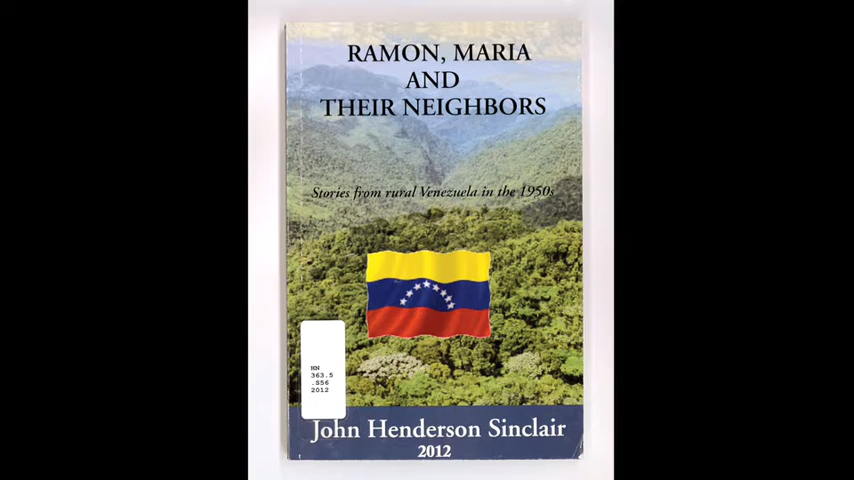 RAMON, MARIA
AND
THEIR NEIGHBORS
Stories from rural Venezuela in the 1950s
HN
363.5
.S56
2012
John Henderson Sinclair
2012